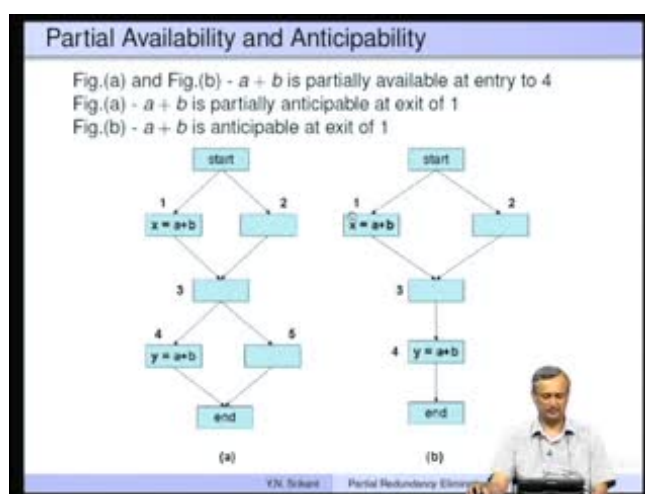 Partial Availability and Anticipability
Fig.(a) and Fig.(b) - a + b is partially available at entry to 4
Fig.(a) - a + b is partially anticipable at exit of 1
Fig.(b) - a + b is anticipable at exit of 1
start
start
1
2
1
2
x = a+b
x = a+b
3
3
4
5
y = a+b
4
y = a+b
end
end
(a)
(b)
Y.N. Srikant
Partial Redundancy